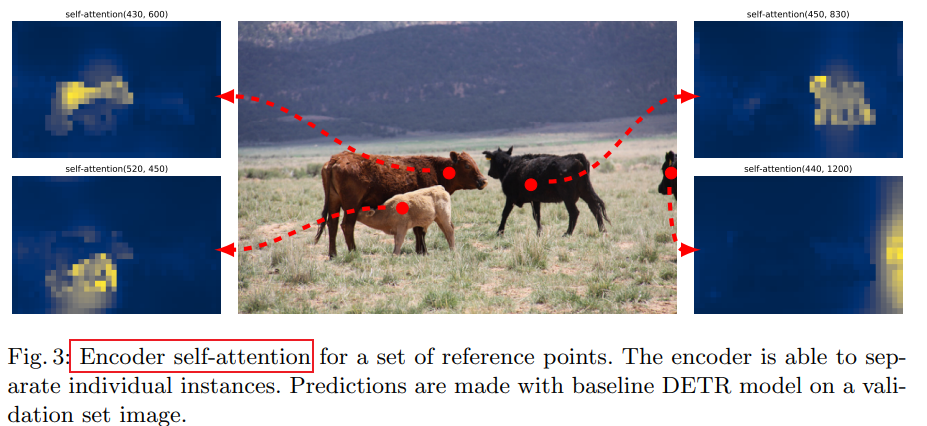 self-attention(430, 600)
self-attention(450, 830)
self-attention(520, 450)
self-attention(440, 1200)
Fig. 3: Encoder self-attention for a set of reference points. The encoder is able to sep-
arate individual instances. Predictions are made with baseline DETR model on a vali-
dation set image.